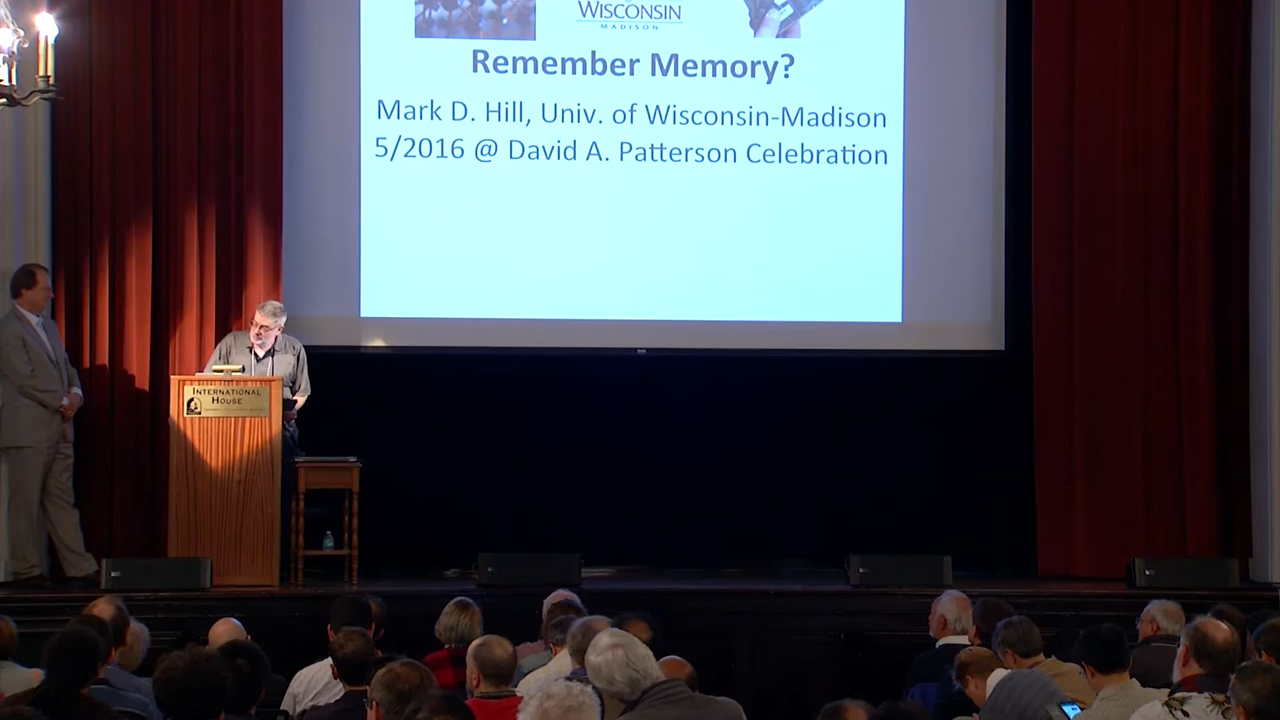 WISCONSIN
MADISON
Remember Memory?
Mark D. Hill, Univ. of Wisconsin-Madison
5/2016 @ David A. Patterson Celebration
INTERNATIONAL
HOUSE